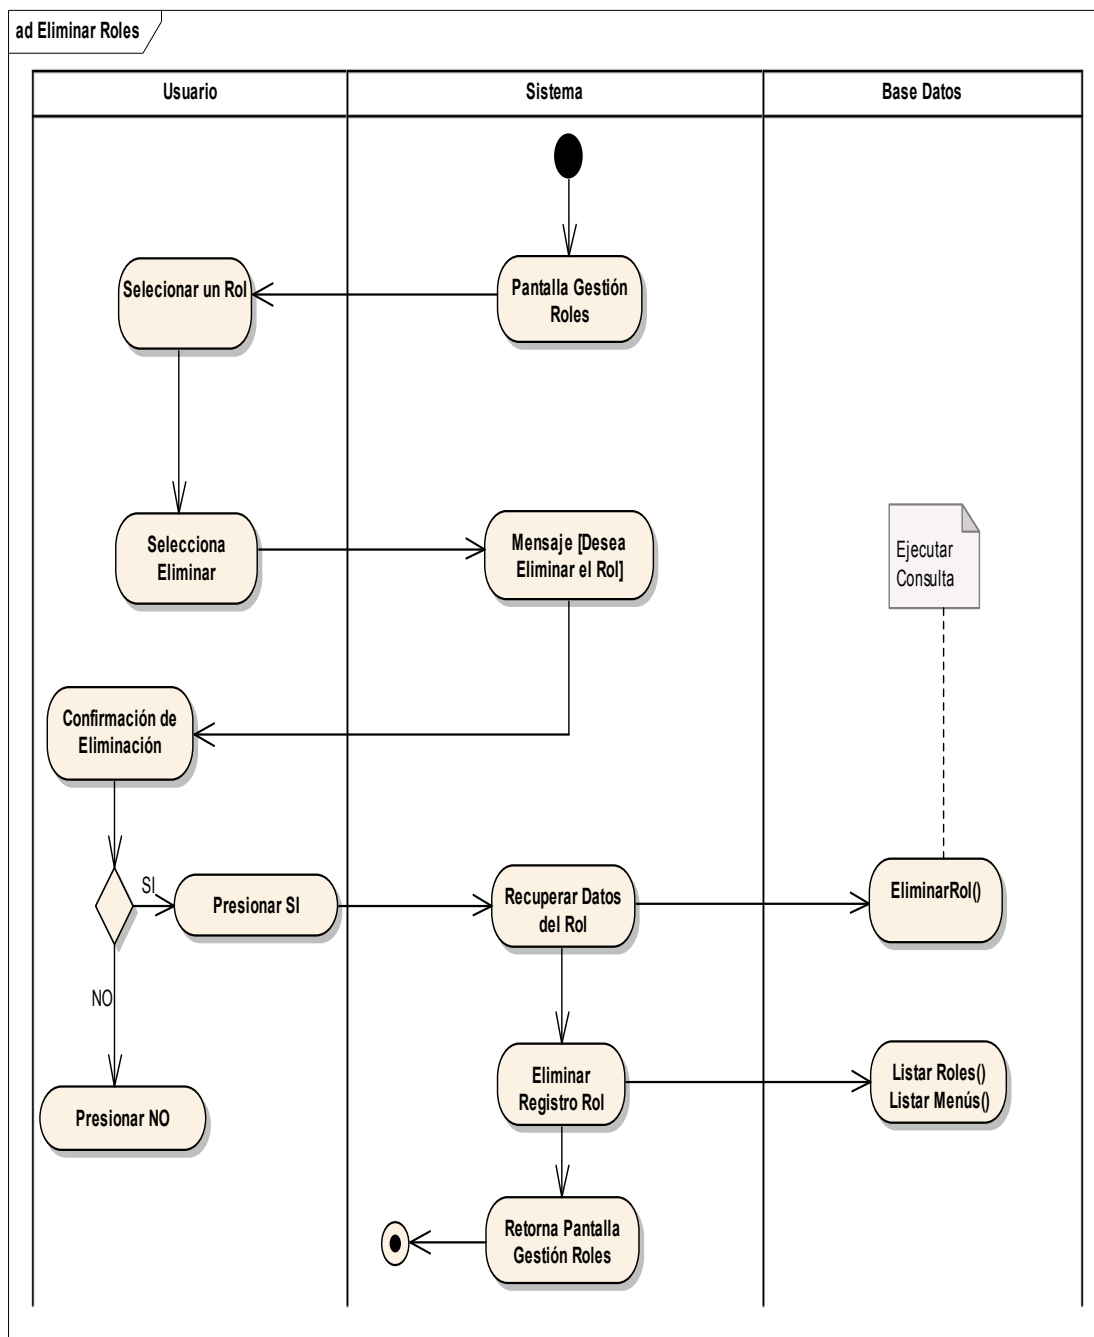 ad Eliminar Roles
Usuario
Sistema
Base Datos
Selecionar un Rol
Pantalla Gestión
Roles
Selecciona
Eliminar
Mensaje [Desea
Eliminar el Rol]
Ejecutar
Consulta
Confirmación de
Eliminación
SI
Presionar SI
Recuperar Datos
del Rol
EliminarRol()
NO
Presionar NO
Eliminar
Registro Rol
Listar Roles()
Listar Menús()
Retorna Pantalla
Gestión Roles